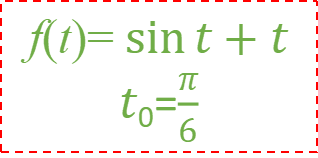 f(t)= sin t + t
t₀=π/6